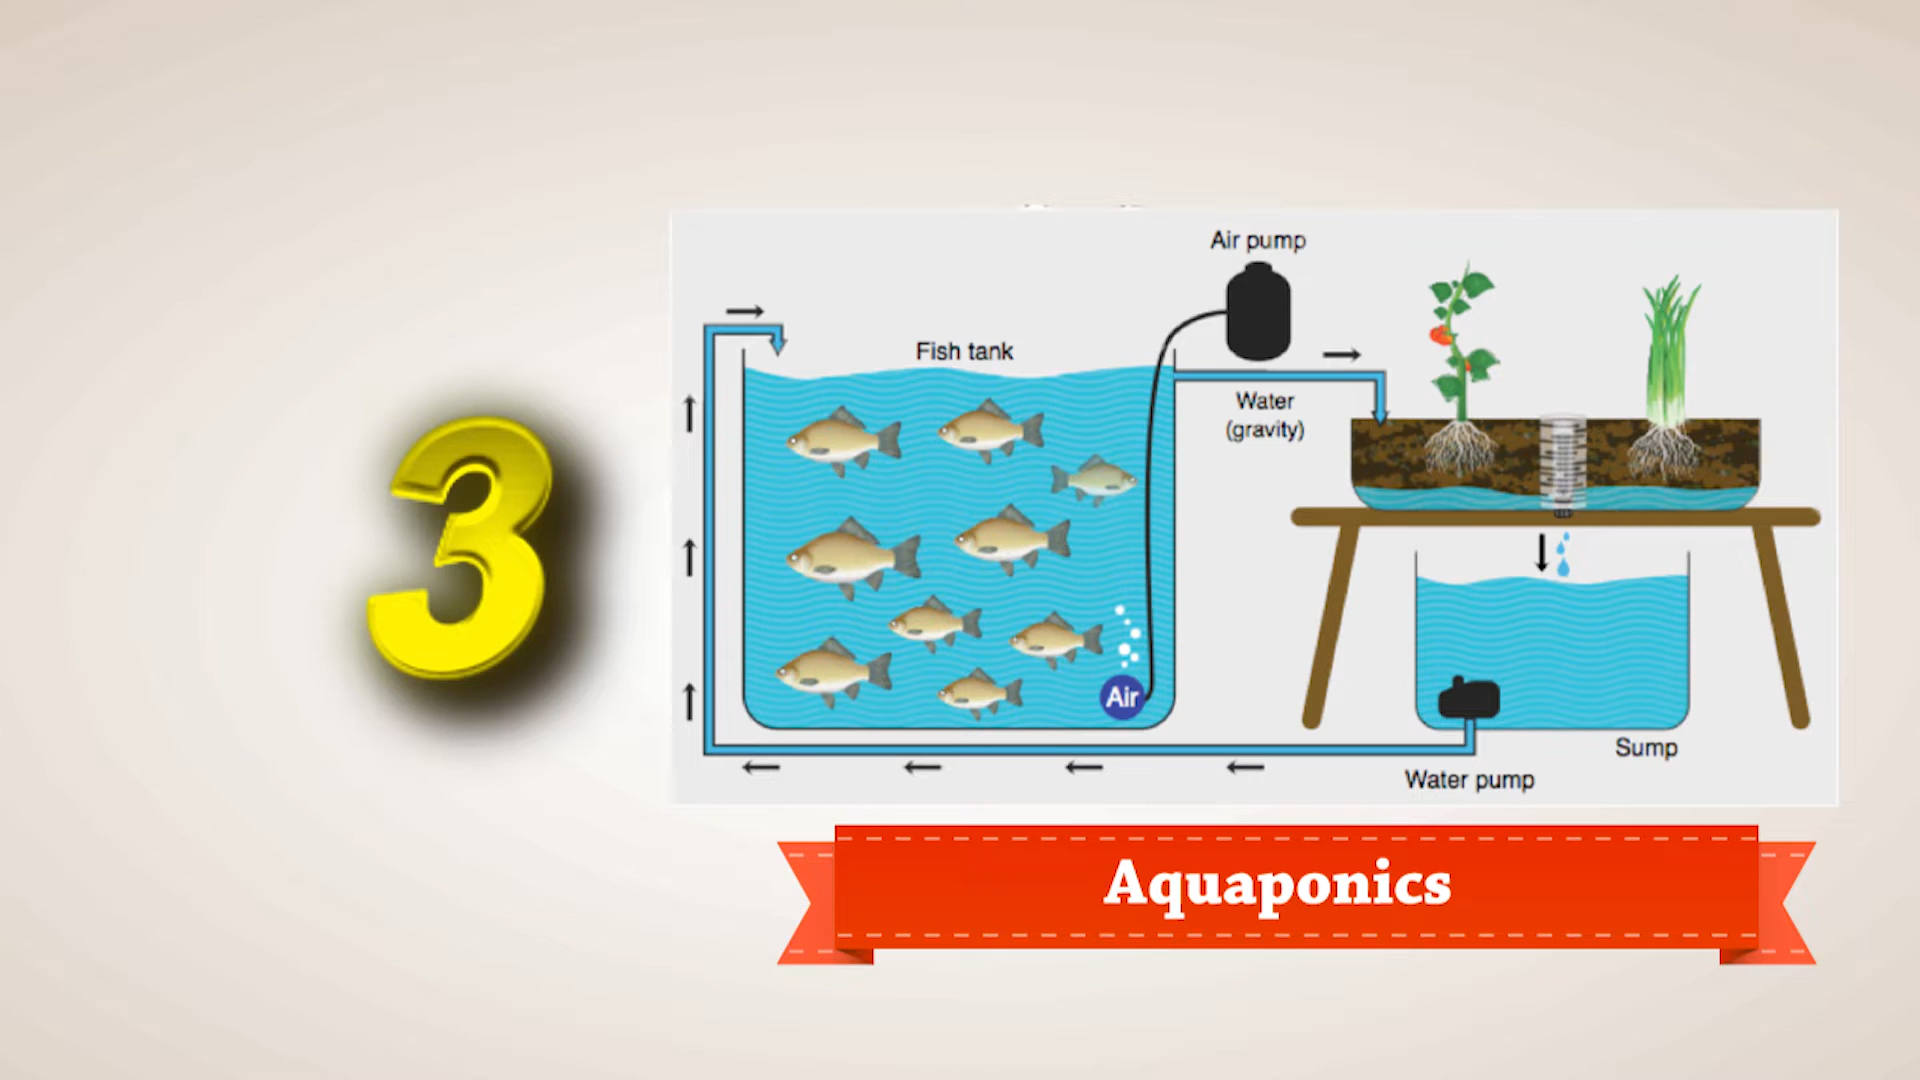 3
Air pump
Fish tank
Water
(gravity)
Air
Sump
Water pump
Aquaponics